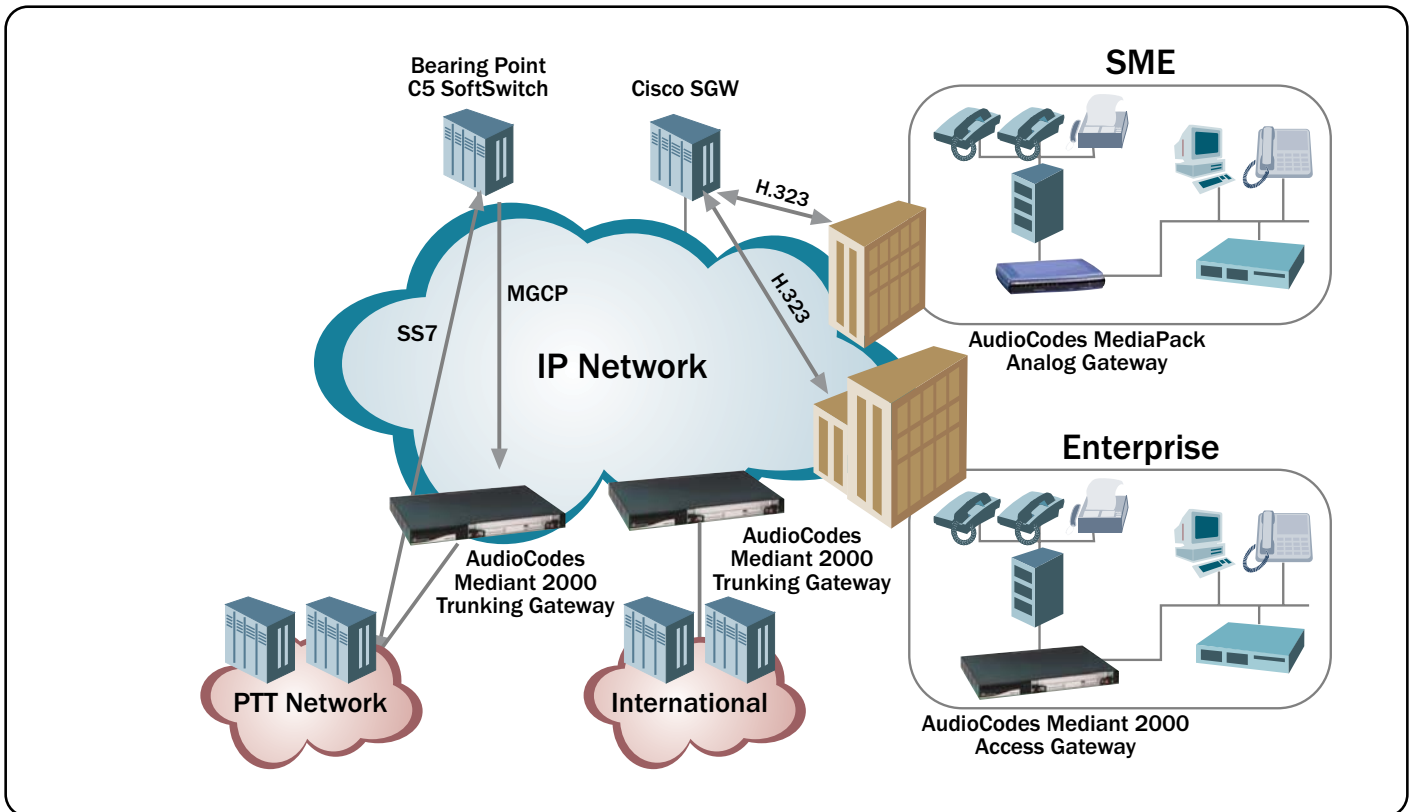 Bearing Point
C5 SoftSwitch
Cisco SGW
SME
H.323
H.323
MGCP
SS7
IP Network
AudioCodes MediaPack
Analog Gateway
Enterprise
AudioCodes
Mediant 2000
Trunking Gateway
AudioCodes
Mediant 2000
Trunking Gateway
PTT Network
International
AudioCodes Mediant 2000
Access Gateway